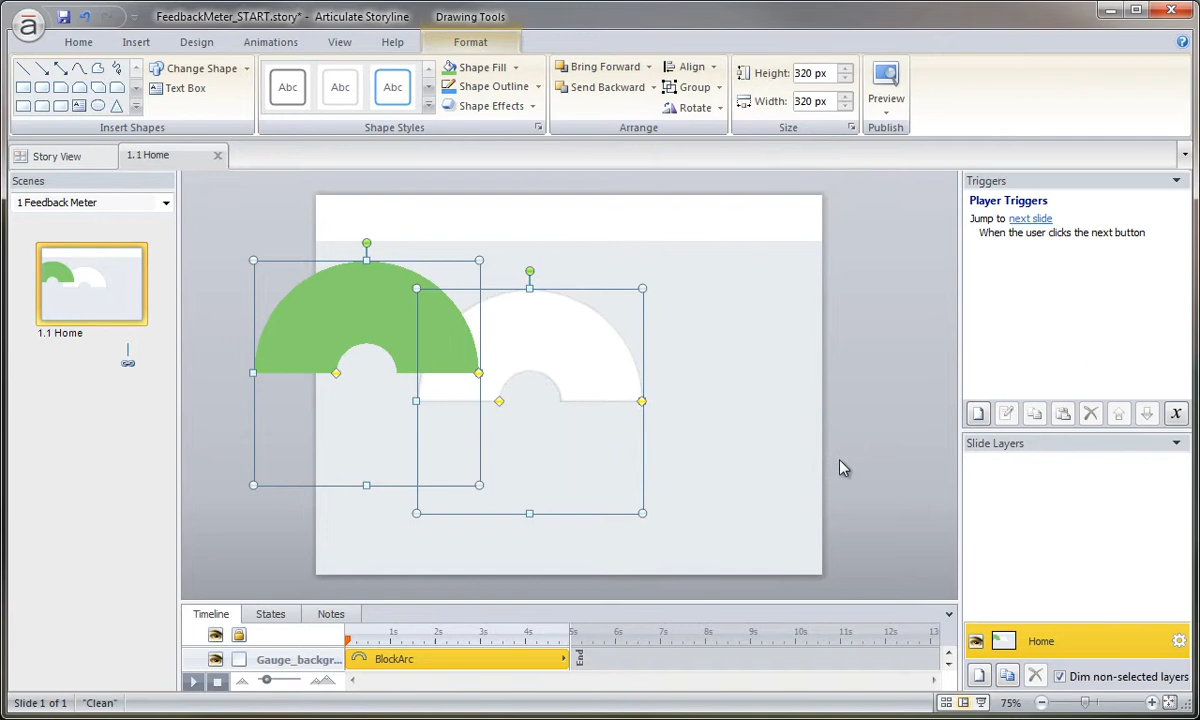 FeedbackMeter_START.story* - Articulate Storyline
Drawing Tools
Home Insert Design Animations View Help Format
Change Shape
Text Box
Insert Shapes
Abc Abc Abc
Shape Fill
Shape Outline
Shape Effects
Shape Styles
Bring Forward
Send Backward
Align
Group
Rotate
Arrange
Height: 320 px
Width: 320 px
Size
Preview
Publish
Story View
1.1 Home
Scenes
1 Feedback Meter
1.1 Home
Triggers
Player Triggers
Jump to next slide
When the user clicks the next button
x
Slide Layers
Home
Dim non-selected layers
Timeline States Notes
1s 2s 3s 4s 5s 6s 7s 8s 9s 10s 11s 12s 13
Gauge_backgr...
BlockArc
End
Slide 1 of 1
"Clean"
75%